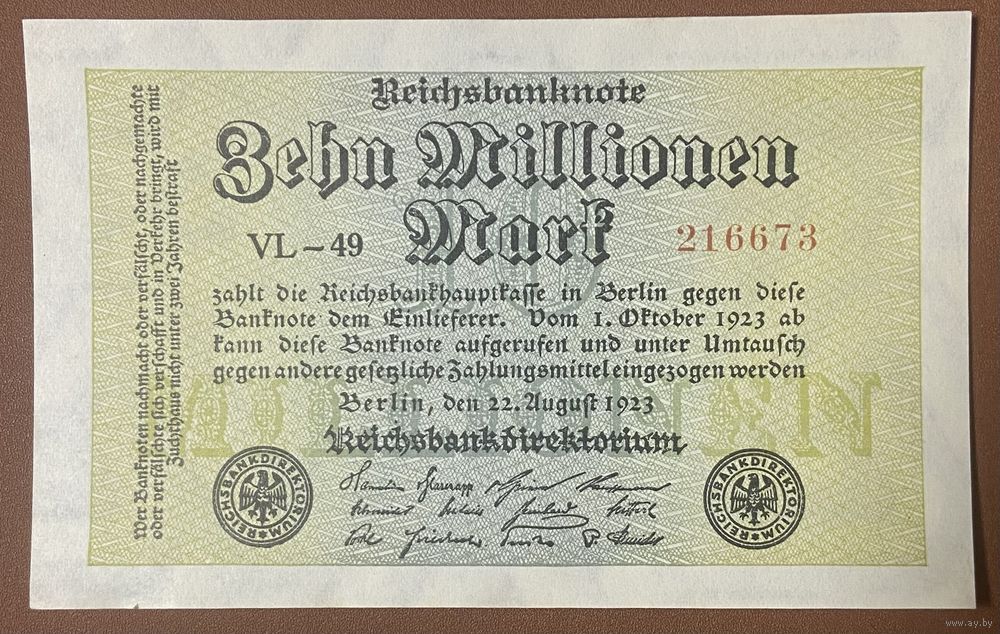 Reichsbanknote
Zehn Millionen
Mark
VL–49
216673
zahlt die Reichsbankhauptkasse in Berlin gegen diese
Banknote dem Einlieferer. Vom 1. Oktober 1923 ab
kann diese Banknote aufgerufen und unter Umtausch
gegen andere gesetzliche Zahlungsmittel eingezogen werden
Berlin, den 22. August 1923
Reichsbankdirektorium
Wer Banknoten nachmacht oder verfälscht, oder nachgemachte
oder verfälschte sich verschafft und in Verkehr bringt, wird mit
Zuchthaus nicht unter zwei Jahren bestraft
REICHSBANKDIREKTORIUM
REICHSBANKDIREKTORIUM
www.ay.by